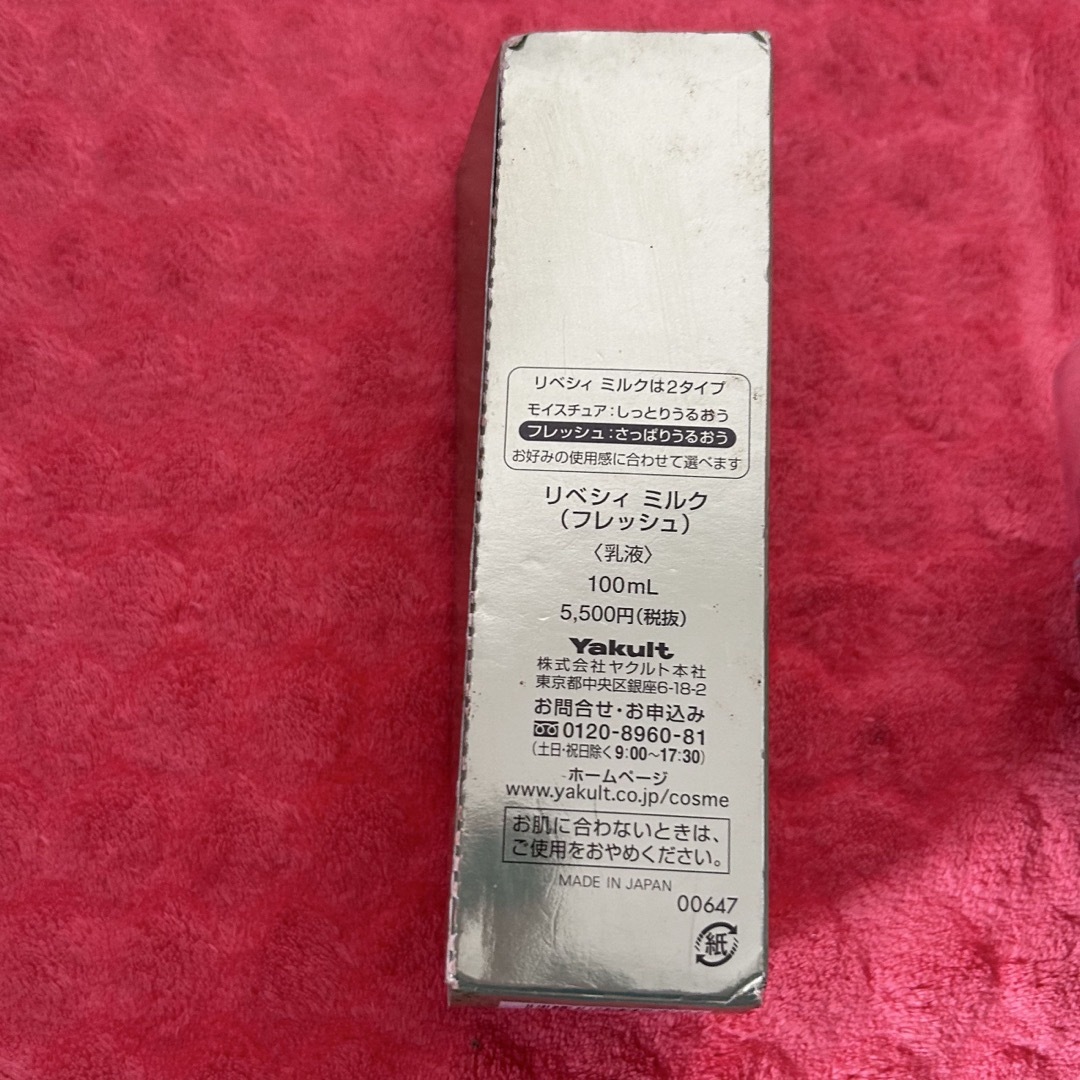 リベシィ ミルクは2タイプ
モイスチュア:しっとりうるおう
フレッシュ:さっぱりうるおう
お好みの使用感に合わせて選べます
リベシィ ミルク
(フレッシュ)
〈乳液〉
100mL
5,500円(税抜)
Yakult
株式会社ヤクルト本社
東京都中央区銀座6-18-2
お問合せ・お申込み
0120-8960-81
(土日・祝日除く9:00~17:30)
ホームページ
www.yakult.co.jp/cosme
お肌に合わないときは、
ご使用をおやめください。
MADE IN JAPAN
00647
紙